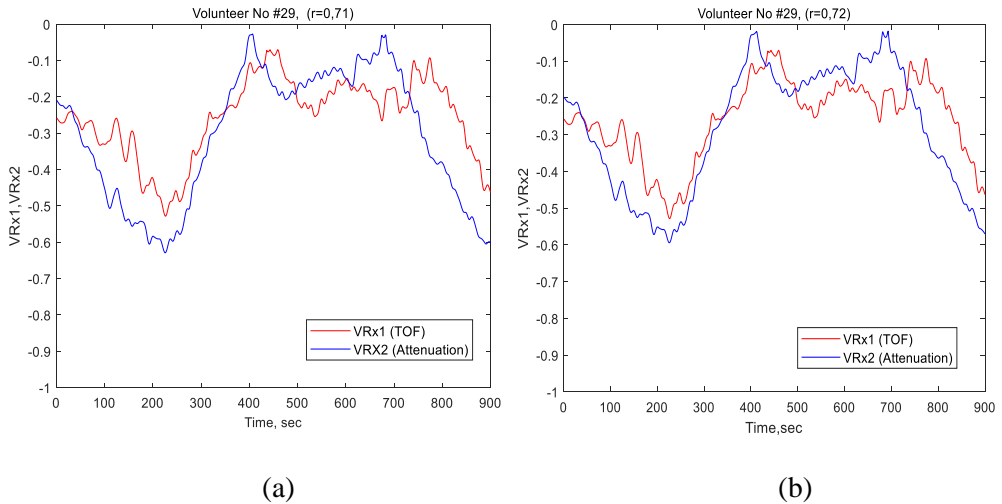 Volunteer No #29, (r=0,71)
0
-0.1
-0.2
-0.3
-0.4
-0.5
-0.6
-0.7
-0.8
-0.9
-1
VRx1,VRx2
0 100 200 300 400 500 600 700 800 900
Time, sec
VRx1 (TOF)
VRX2 (Attenuation)
(a)
Volunteer No #29, (r=0,72)
0
-0.1
-0.2
-0.3
-0.4
-0.5
-0.6
-0.7
-0.8
-0.9
-1
VRx1,VRx2
0 100 200 300 400 500 600 700 800 900
Time,sec
VRx1 (TOF)
VRx2 (Attenuation)
(b)